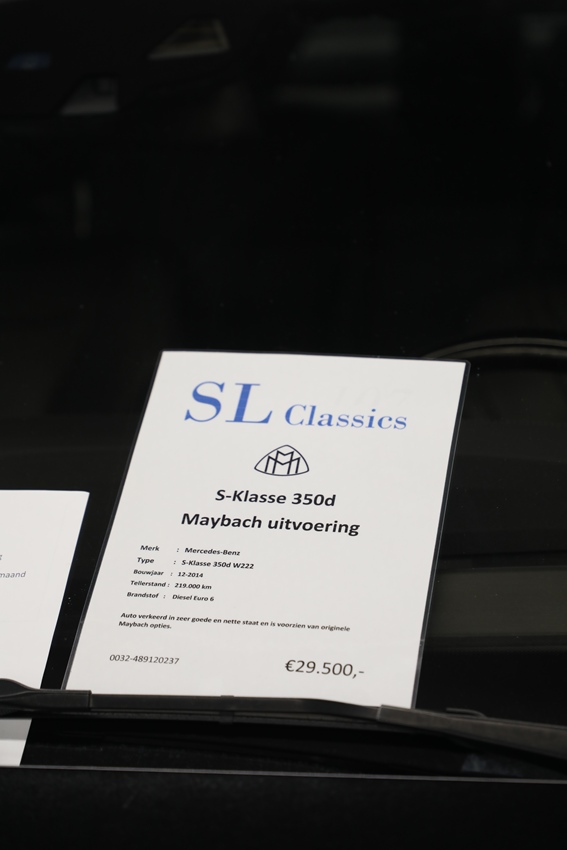 SL Classics
S-Klasse 350d
Maybach uitvoering
Merk : Mercedes-Benz
Type : S-Klasse 350d W222
Bouwjaar : 12-2014
Tellerstand : 219.000 km
Brandstof : Diesel Euro 6
Auto verkeerd in zeer goede en nette staat en is voorzien van originele
Maybach opties.
0032-489120237
€29.500,-
maand